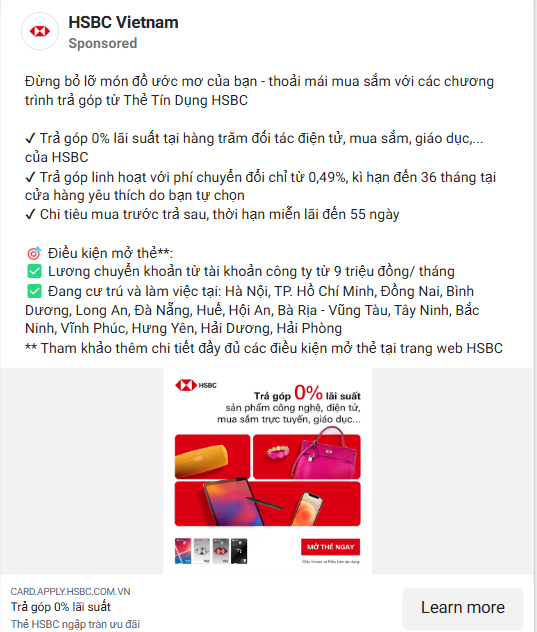 HSBC Vietnam
Sponsored
Đừng bỏ lỡ món đồ ước mơ của bạn - thoải mái mua sắm với các chương
trình trả góp từ Thẻ Tín Dụng HSBC
✓ Trả góp 0% lãi suất tại hàng trăm đối tác điện tử, mua sắm, giáo dục,...
của HSBC
✓ Trả góp linh hoạt với phí chuyển đổi chỉ từ 0,49%, kì hạn đến 36 tháng tại
cửa hàng yêu thích do bạn tự chọn
✓ Chi tiêu mua trước trả sau, thời hạn miễn lãi đến 55 ngày
🎯 Điều kiện mở thẻ**:
✅ Lương chuyển khoản từ tài khoản công ty từ 9 triệu đồng/ tháng
✅ Đang cư trú và làm việc tại: Hà Nội, TP. Hồ Chí Minh, Đồng Nai, Bình
Dương, Long An, Đà Nẵng, Huế, Hội An, Bà Rịa - Vũng Tàu, Tây Ninh, Bắc
Ninh, Vĩnh Phúc, Hưng Yên, Hải Dương, Hải Phòng
** Tham khảo thêm chi tiết đầy đủ các điều kiện mở thẻ tại trang web HSBC
HSBC
Trả góp 0% lãi suất
sản phẩm công nghệ, điện tử,
mua sắm trực tuyến, giáo dục...
MỞ THẺ NGAY
Điều khoản và Điều kiện áp dụng
CARD.APPLY.HSBC.COM.VN
Trả góp 0% lãi suất
Thẻ HSBC ngập tràn ưu đãi
Learn more